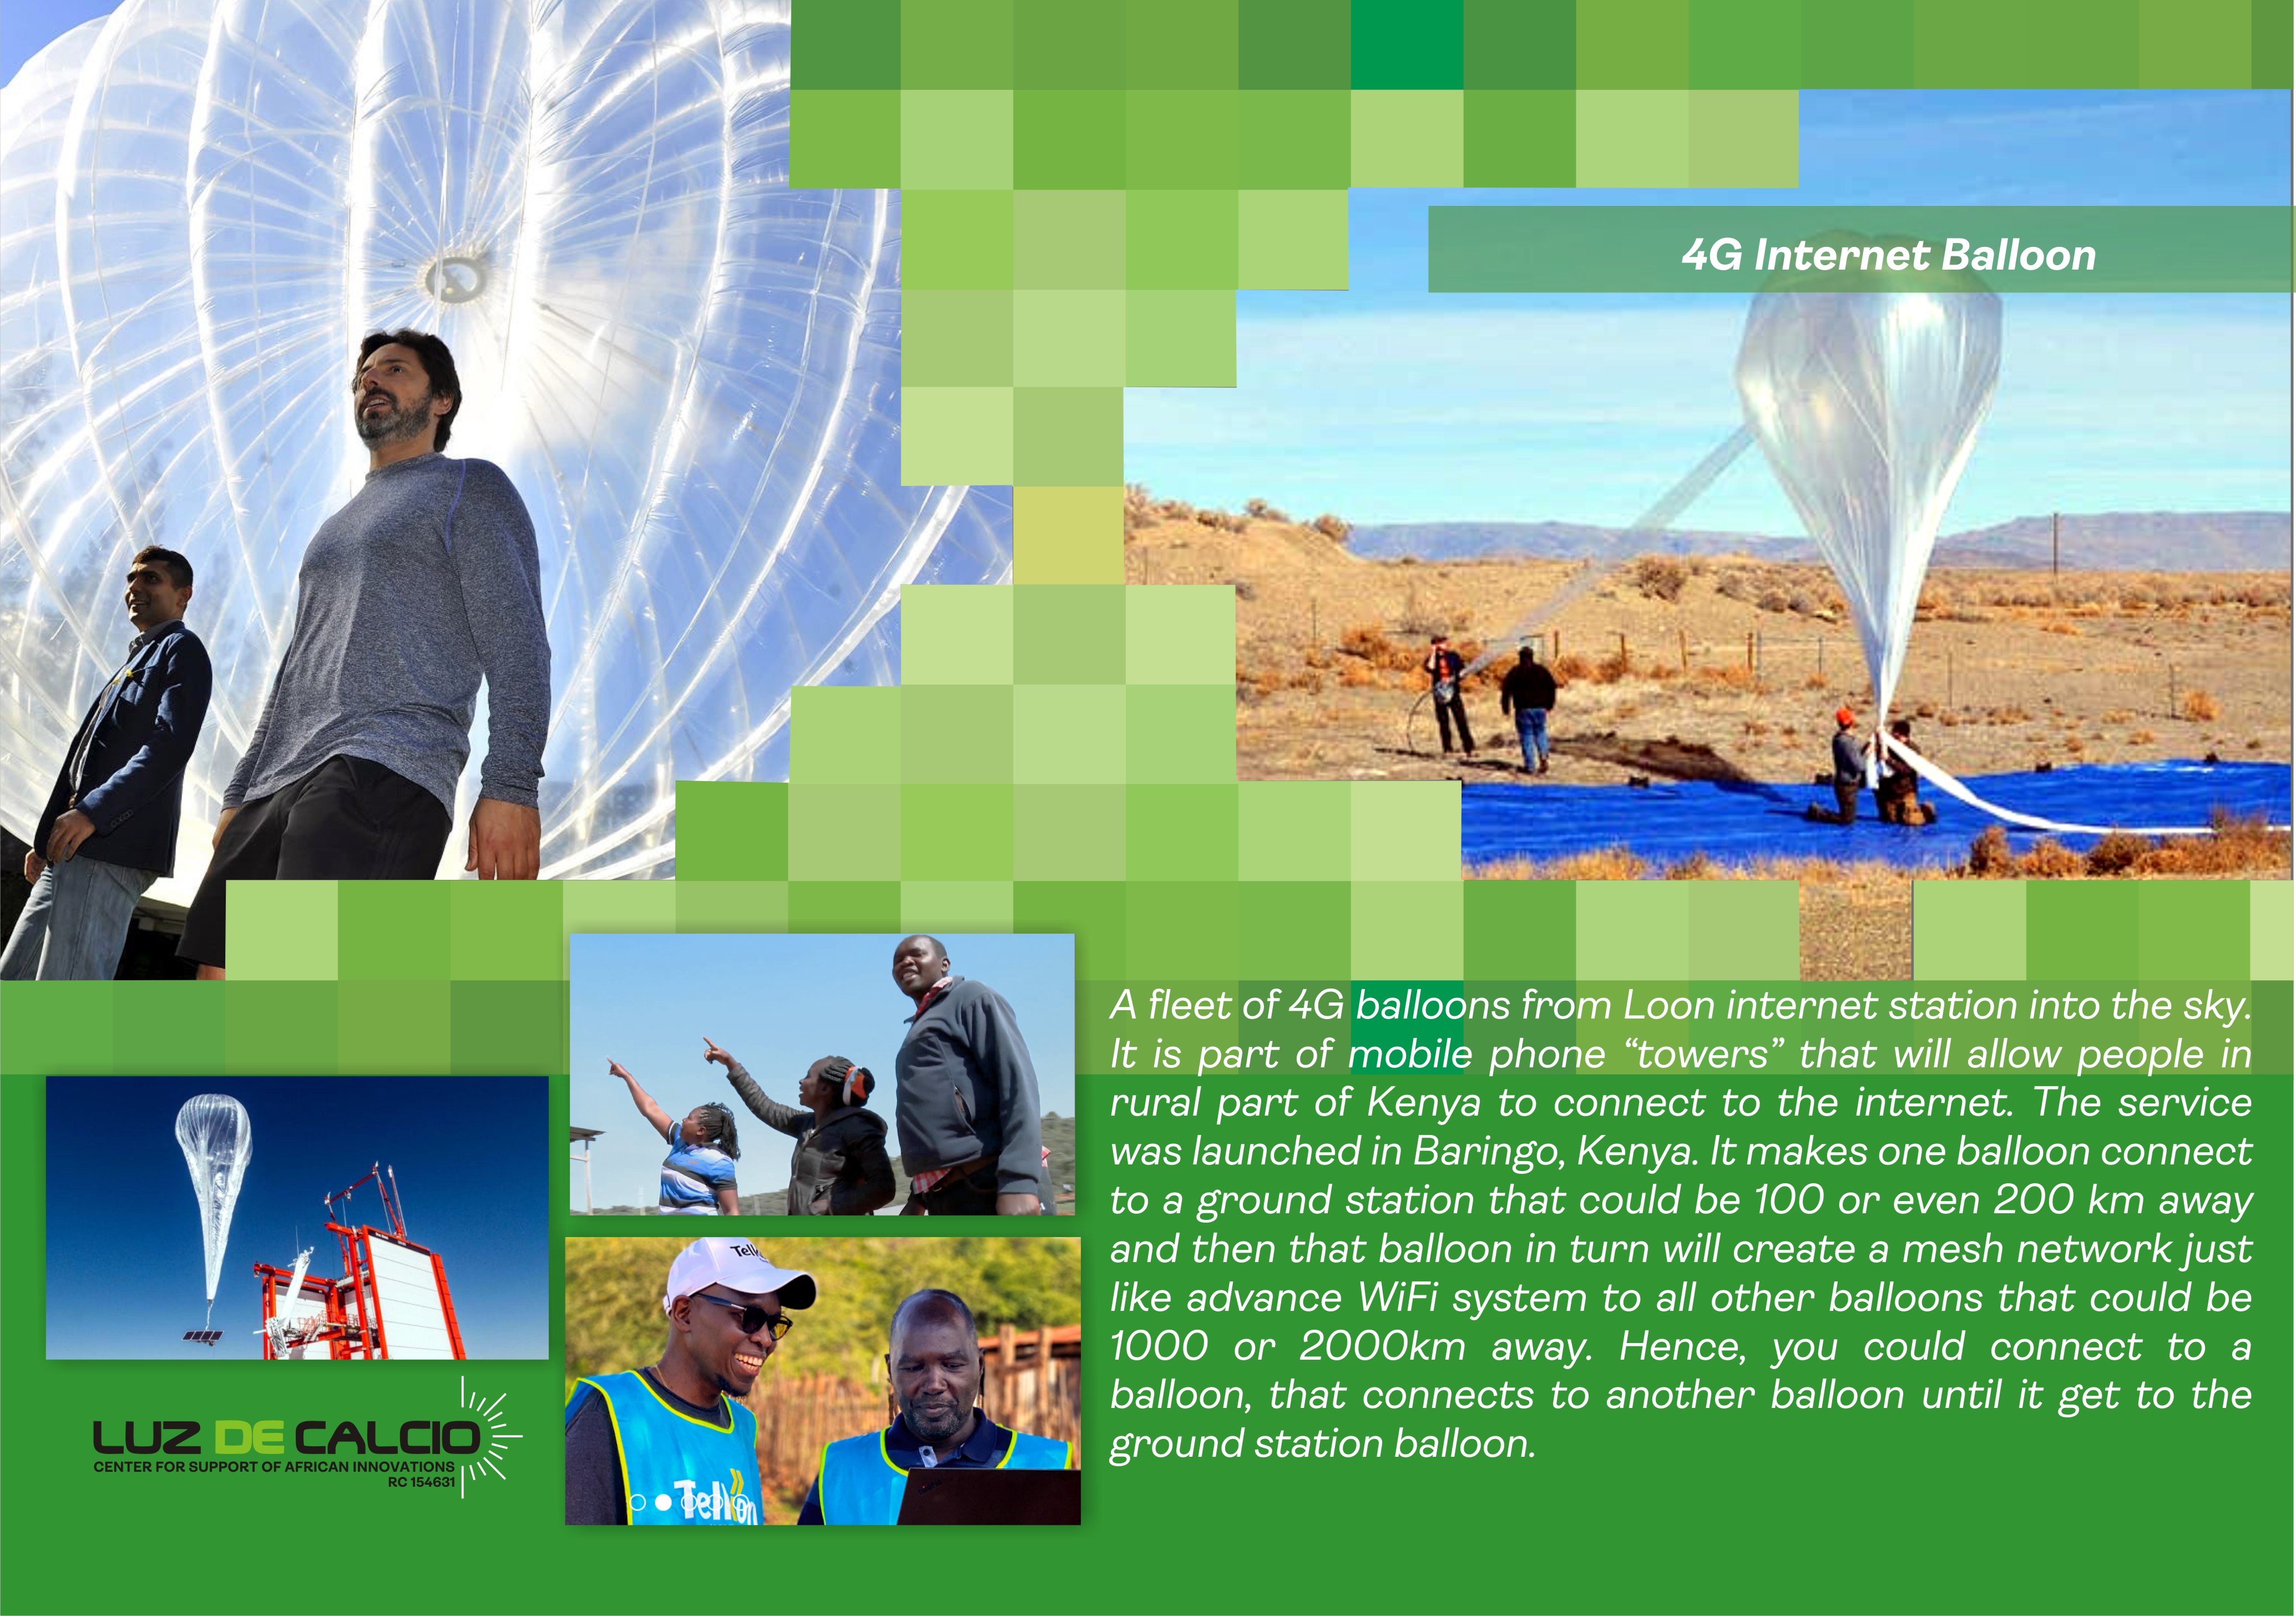 4G Internet Balloon
A fleet of 4G balloons from Loon internet station into the sky.
It is part of mobile phone “towers” that will allow people in
rural part of Kenya to connect to the internet. The service
was launched in Baringo, Kenya. It makes one balloon connect
to a ground station that could be 100 or even 200 km away
and then that balloon in turn will create a mesh network just
like advance WiFi system to all other balloons that could be
1000 or 2000km away. Hence, you could connect to a
balloon, that connects to another balloon until it get to the
ground station balloon.
LUZ DE CALCIO
CENTER FOR SUPPORT OF AFRICAN INNOVATIONS
RC 154631